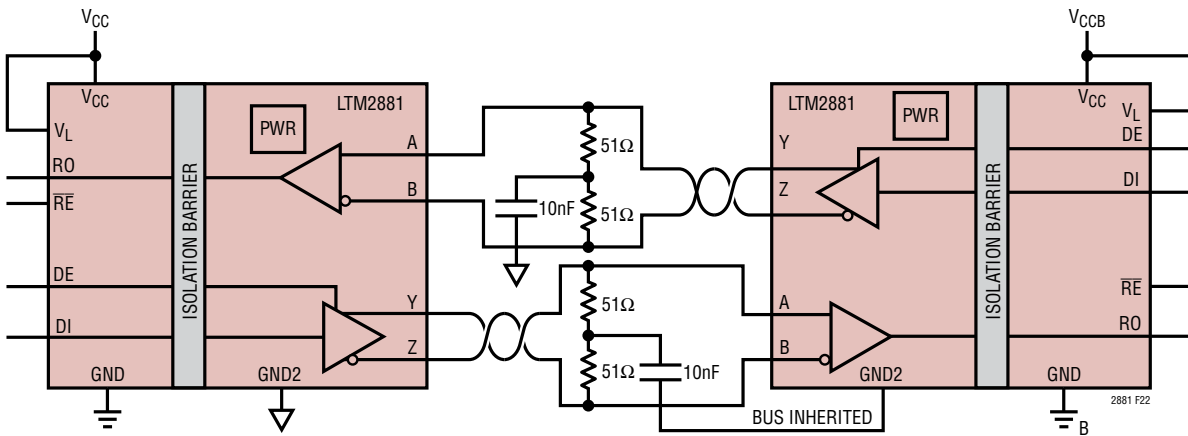 VCC
VCC
LTM2881
PWR
VL
RO
RE
DE
DI
A
B
Y
Z
ISOLATION BARRIER
GND
GND2
51Ω
51Ω
10nF
51Ω
51Ω
10nF
BUS INHERITED
VCCB
VCC
LTM2881
PWR
Y
Z
A
B
ISOLATION BARRIER
VL
DE
DI
RE
RO
GND2
GND
B
2881 F22